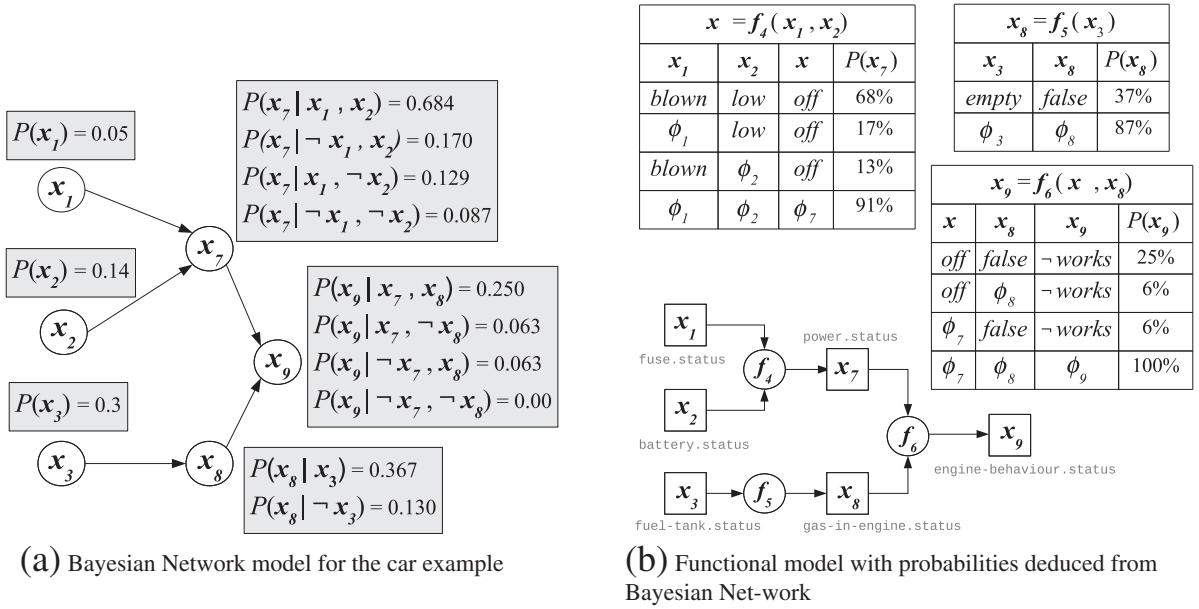 P(x1) = 0.05
x1
P(x7 | x1 , x2) = 0.684
P(x7 | ¬ x1 , x2) = 0.170
P(x7 | x1 , ¬ x2) = 0.129
P(x7 | ¬ x1 , ¬ x2) = 0.087
x7
P(x2) = 0.14
x2
P(x9 | x7 , x8) = 0.250
P(x9 | x7 , ¬ x8) = 0.063
P(x9 | ¬ x7 , x8) = 0.063
P(x9 | ¬ x7 , ¬ x8) = 0.00
x9
P(x3) = 0.3
x3
x8
P(x8 | x3) = 0.367
P(x8 | ¬ x3) = 0.130
(a) Bayesian Network model for the car example
x = f4( x1 , x2)
x1 x2 x P(x7)
blown low off 68%
ϕ1 low off 17%
blown ϕ2 off 13%
ϕ1 ϕ2 ϕ7 91%
x8 = f5( x3)
x3 x8 P(x8)
empty false 37%
ϕ3 ϕ8 87%
x9 = f6( x , x8)
x x8 x9 P(x9)
off false ¬ works 25%
off ϕ8 ¬ works 6%
ϕ7 false ¬ works 6%
ϕ7 ϕ8 ϕ9 100%
x1
fuse.status
f4
power.status
x7
x2
battery.status
f6
x9
engine-behaviour.status
x3
fuel-tank.status
f5
x8
gas-in-engine.status
(b) Functional model with probabilities deduced from
Bayesian Net-work